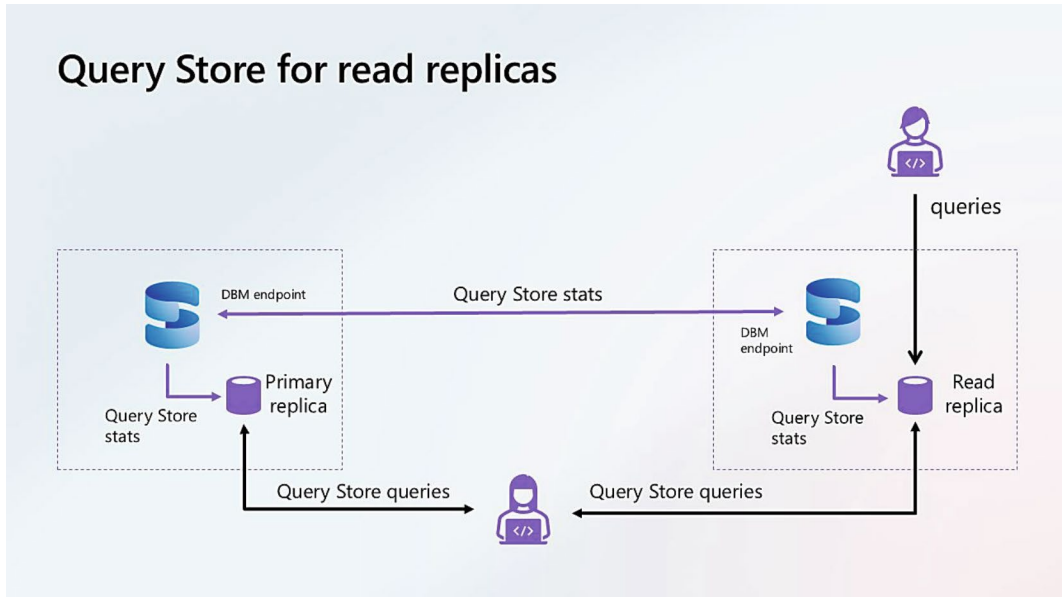 Query Store for read replicas
</>
queries
DBM endpoint
Query Store stats
DBM
endpoint
Primary
replica
Query Store
stats
Read
replica
Query Store
stats
Query Store queries
Query Store queries
</>